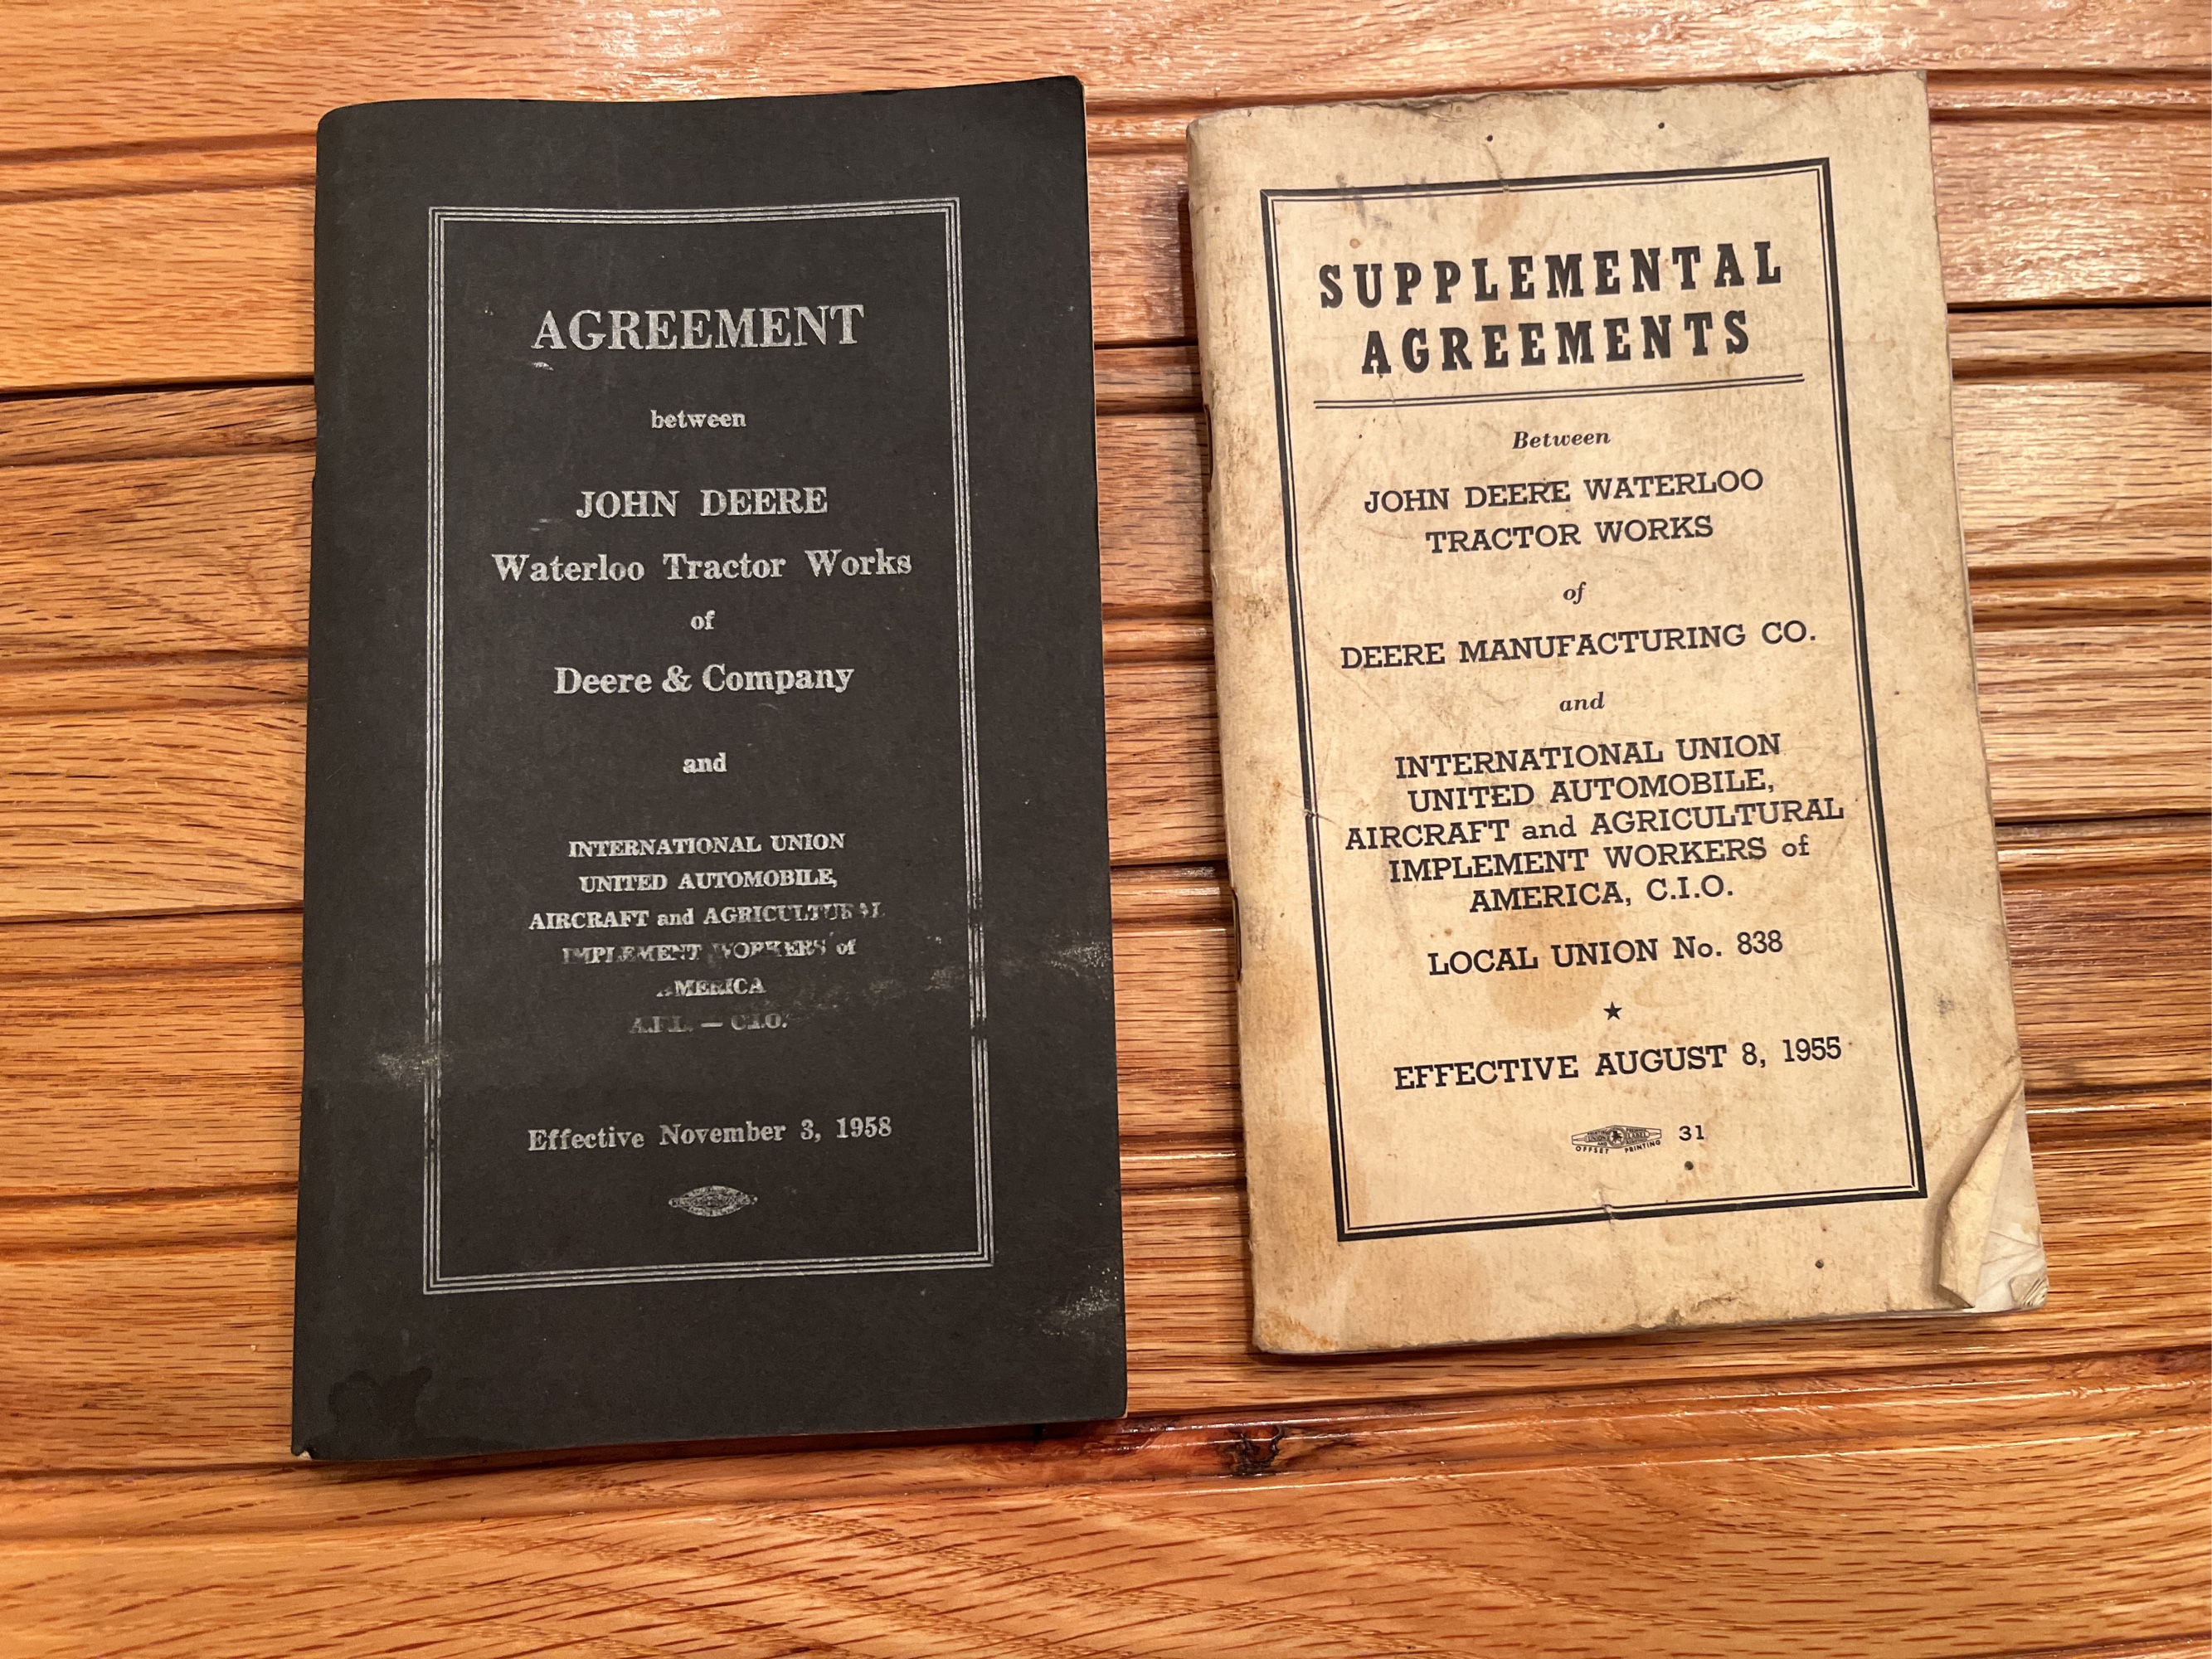 AGREEMENT
between
JOHN DEERE
Waterloo Tractor Works
of
Deere & Company
and
INTERNATIONAL UNION
UNITED AUTOMOBILE,
AIRCRAFT and AGRICULTURAL
IMPLEMENT WORKERS of
AMERICA
A.F.L. — C.I.O.
Effective November 3, 1958
SUPPLEMENTAL
AGREEMENTS
Between
JOHN DEERE WATERLOO
TRACTOR WORKS
of
DEERE MANUFACTURING CO.
and
INTERNATIONAL UNION
UNITED AUTOMOBILE,
AIRCRAFT and AGRICULTURAL
IMPLEMENT WORKERS of
AMERICA, C.I.O.
LOCAL UNION No. 838
★
EFFECTIVE AUGUST 8, 1955
UNION LABEL 31
OFFSET PRINTING